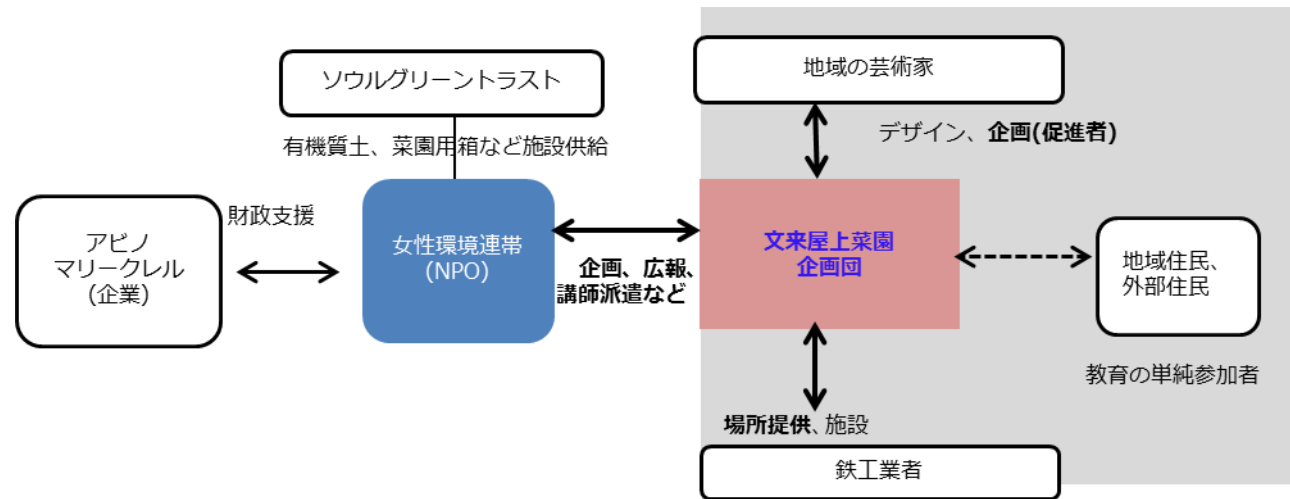 ソウルグリーントラスト
有機質土、菜園用箱など施設供給
アビノ
マリークレル
(企業)
財政支援
女性環境連帯
(NPO)
企画、広報、
講師派遣など
地域の芸術家
デザイン、企画(促進者)
文来屋上菜園
企画団
地域住民、
外部住民
教育の単純参加者
場所提供、施設
鉄工業者